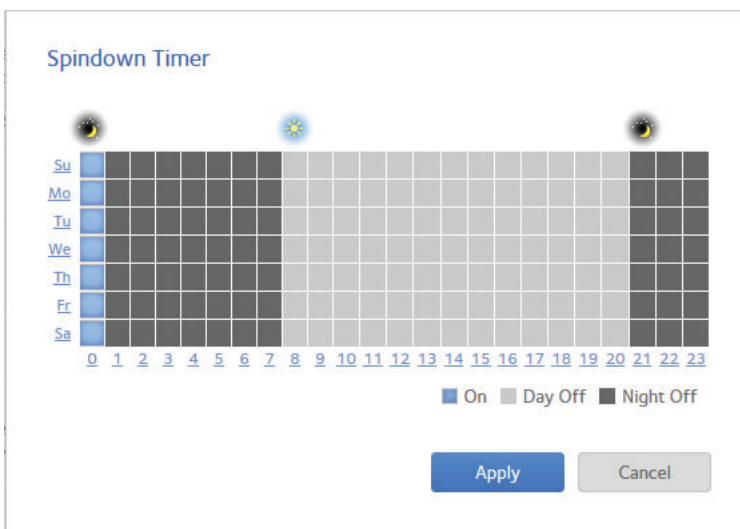 Spindown Timer
Su
Mo
Tu
We
Th
Fr
Sa
0 1 2 3 4 5 6 7 8 9 10 11 12 13 14 15 16 17 18 19 20 21 22 23
On Day Off Night Off
Apply Cancel